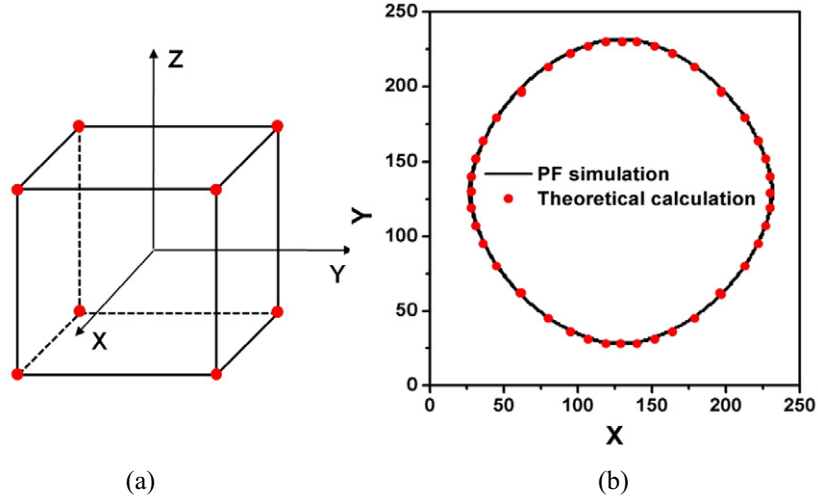 Z
Y
X
250
200
150
100
50
0
Y
PF simulation
Theoretical calculation
0 50 100 150 200 250
X
(a) (b)